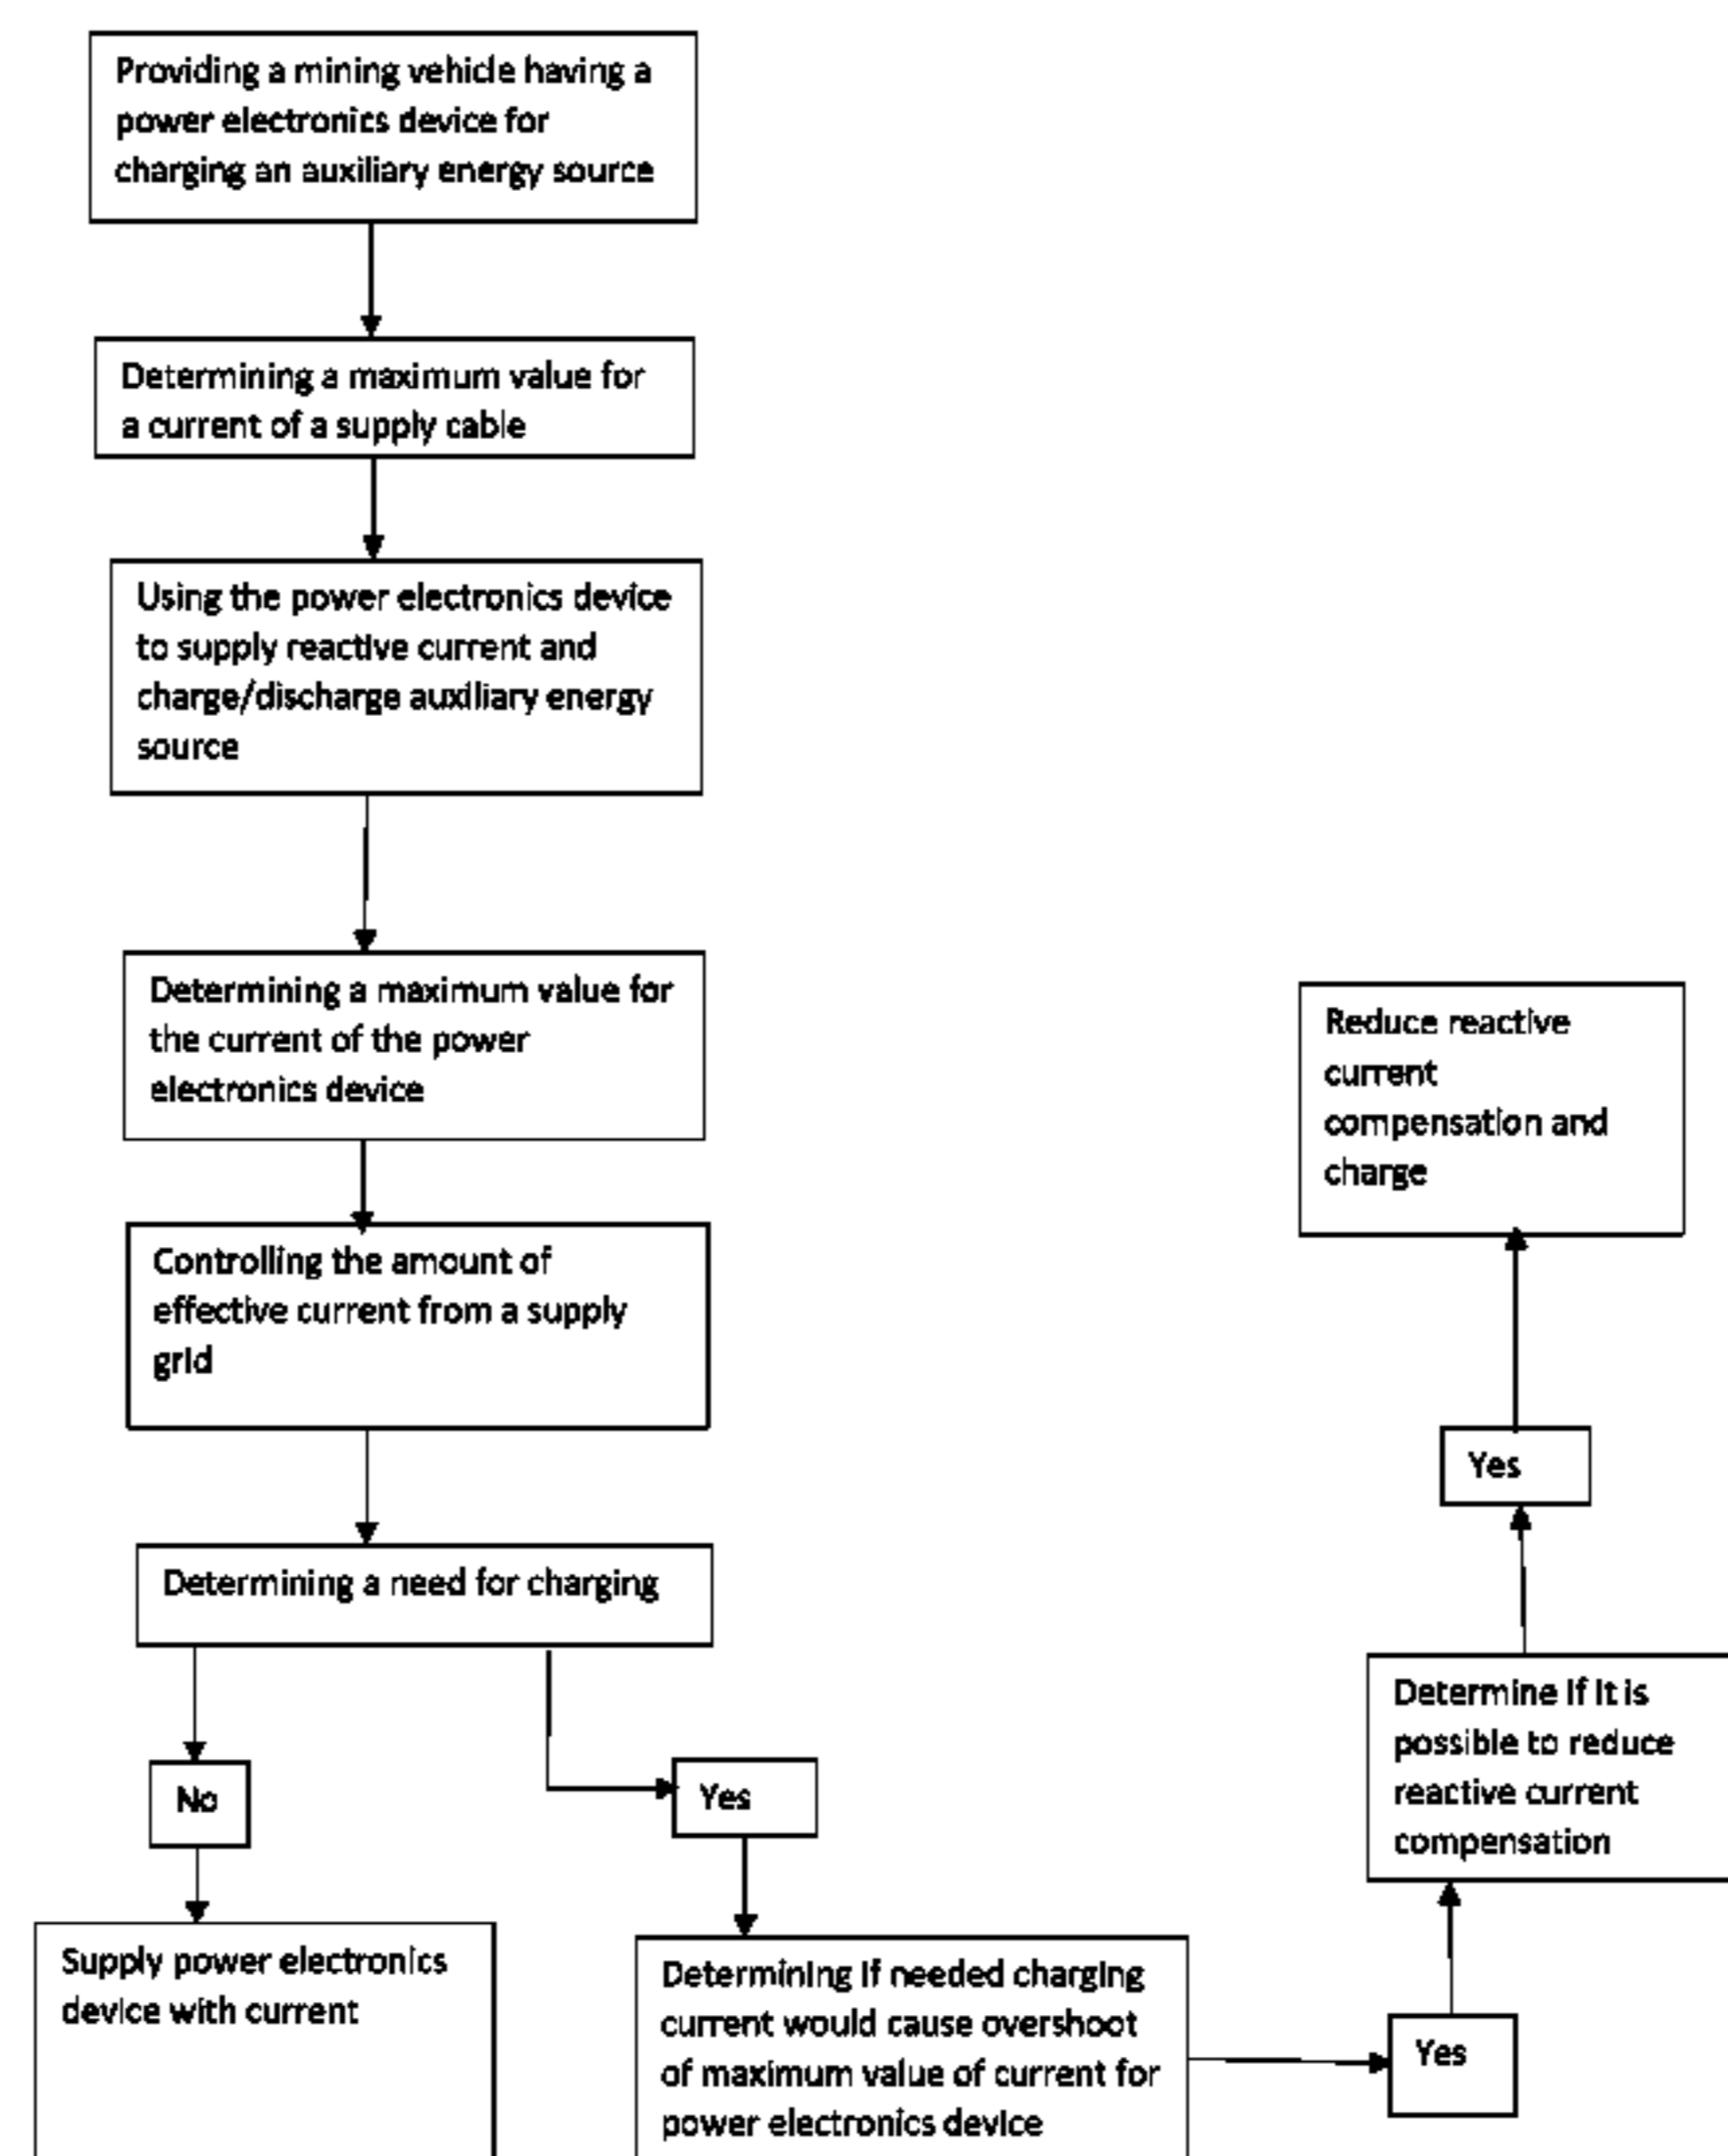 Providing a mining vehicle having a
power electronics device for
charging an auxiliary energy source
Determining a maximum value for
a current of a supply cable
Using the power electronics device
to supply reactive current and
charge/discharge auxiliary energy
source
Determining a maximum value for
the current of the power
electronics device
Controlling the amount of
effective current from a supply
grid
Determining a need for charging
No
Yes
Supply power electronics
device with current
Determining if needed charging
current would cause overshoot
of maximum value of current for
power electronics device
Yes
Determine if it is
possible to reduce
reactive current
compensation
Yes
Reduce reactive
current
compensation and
charge